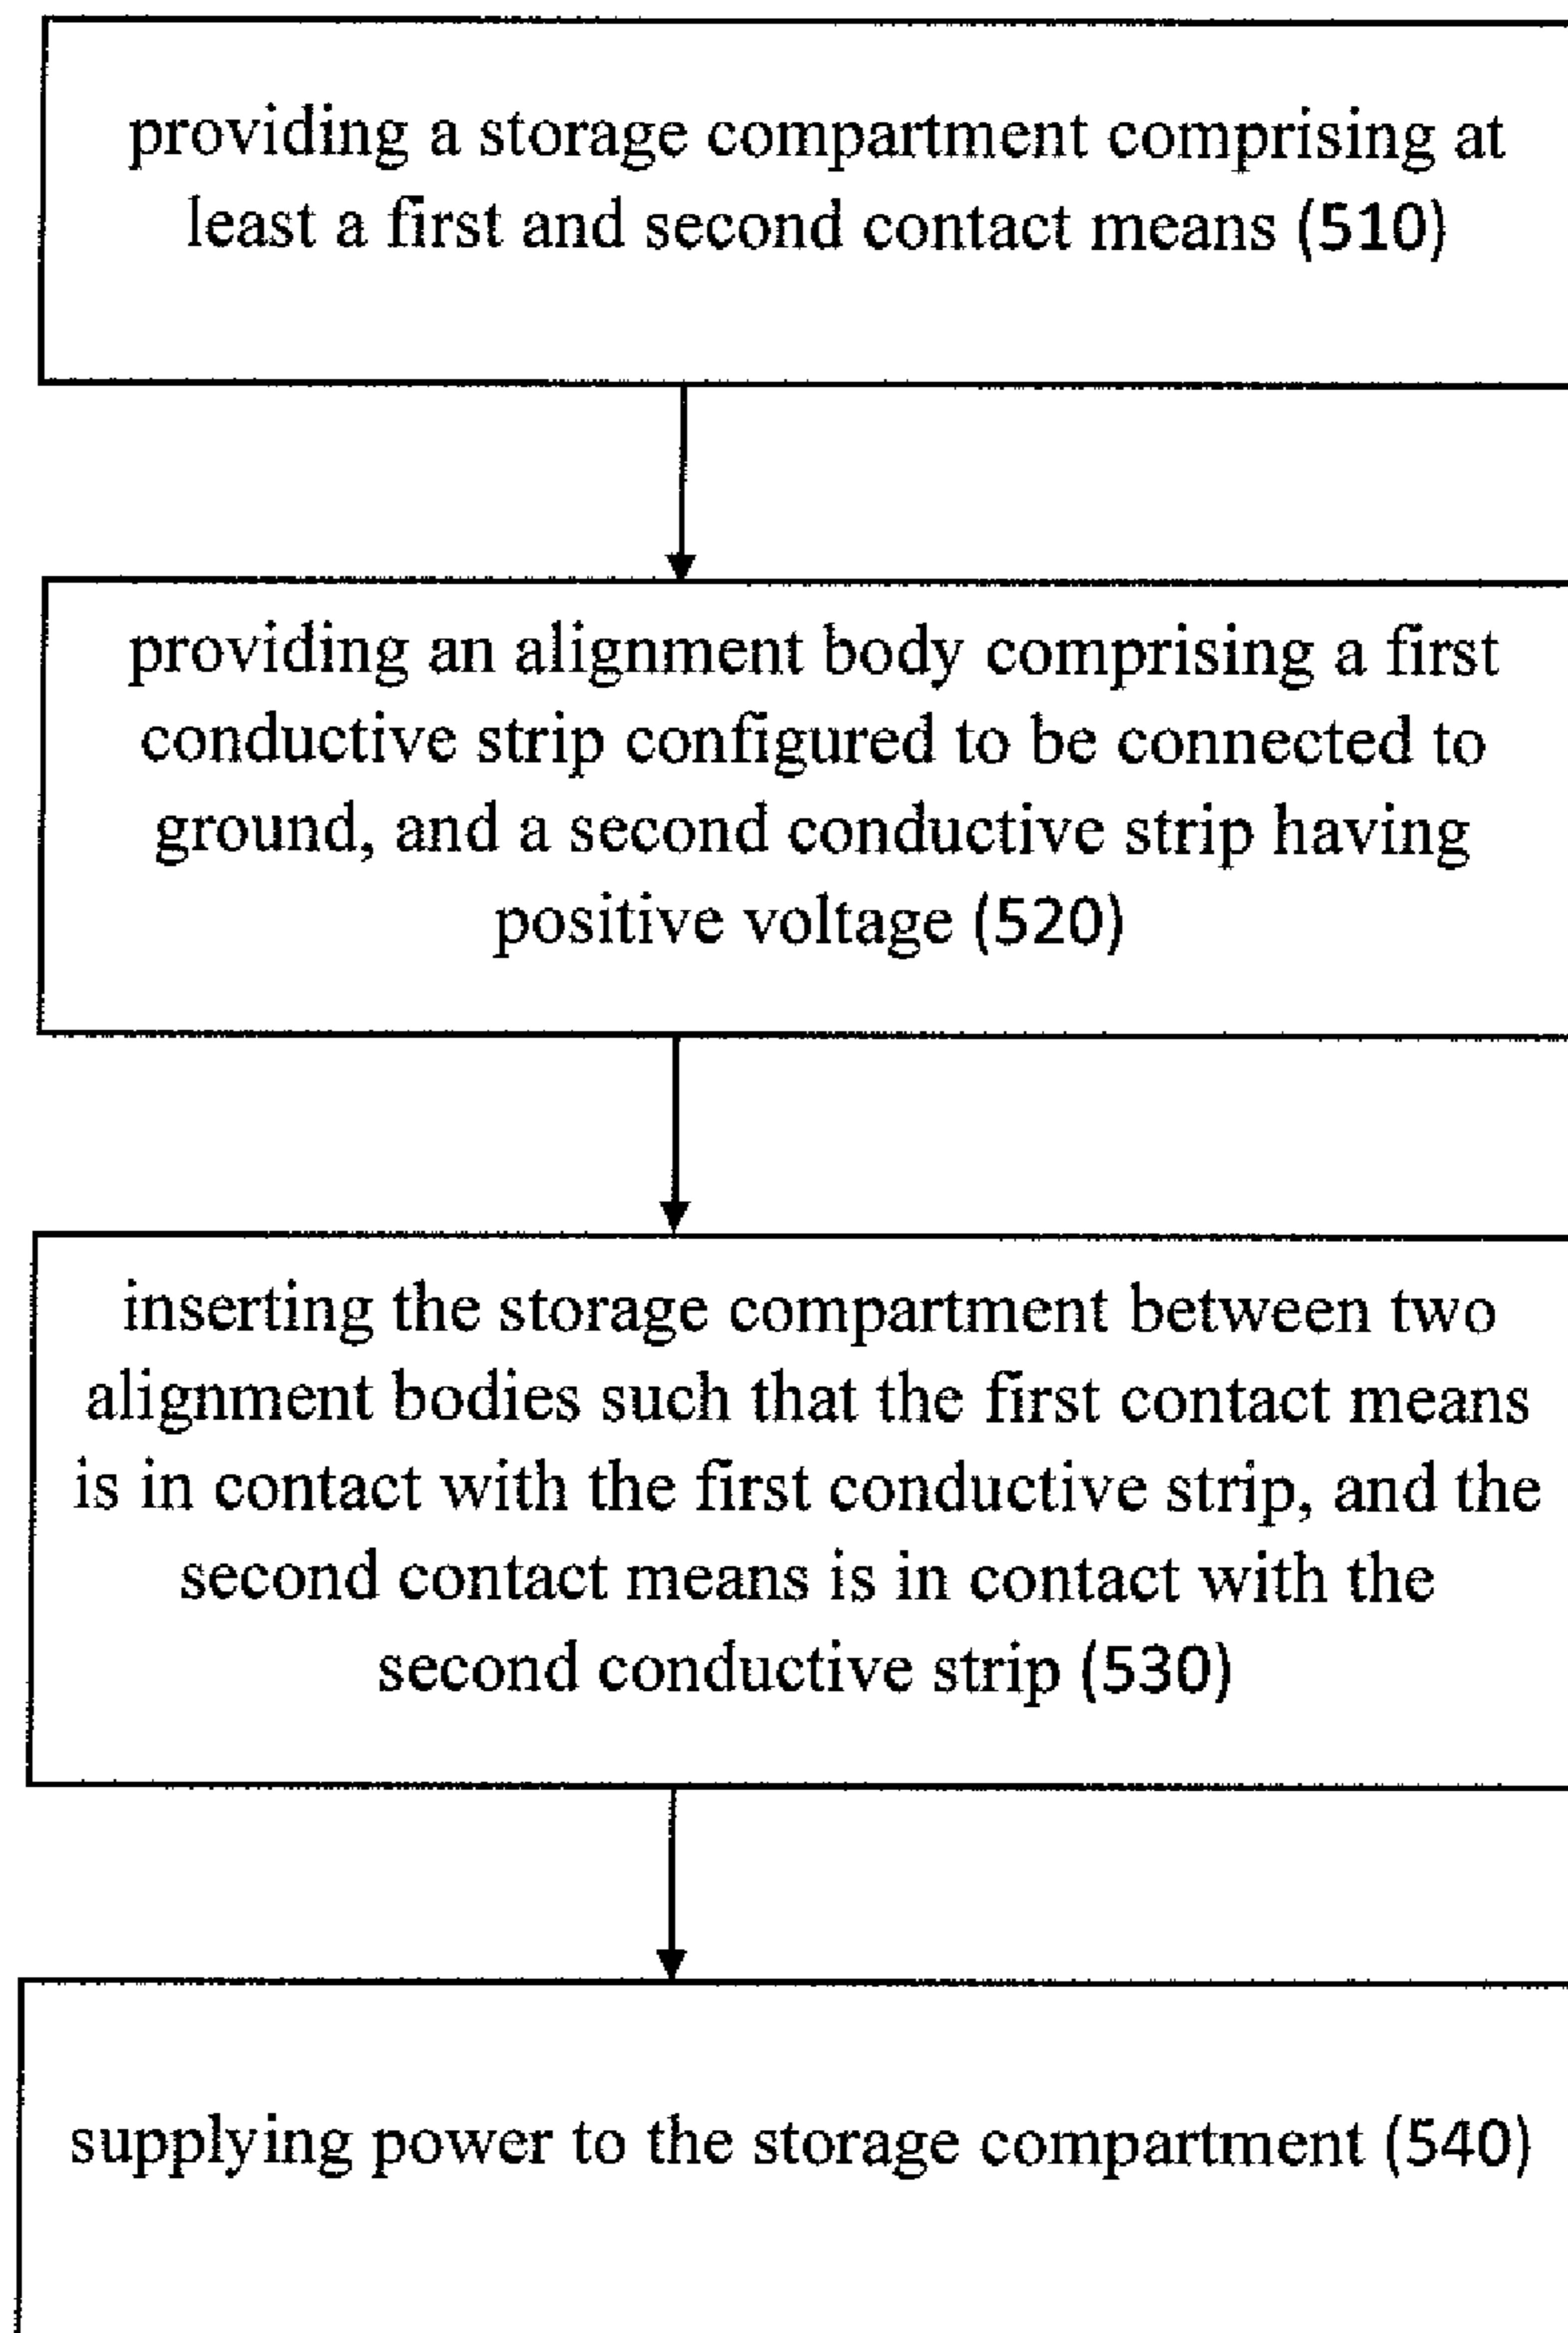 providing a storage compartment comprising at
least a first and second contact means (510)
providing an alignment body comprising a first
conductive strip configured to be connected to
ground, and a second conductive strip having
positive voltage (520)
inserting the storage compartment between two
alignment bodies such that the first contact means
is in contact with the first conductive strip, and the
second contact means is in contact with the
second conductive strip (530)
supplying power to the storage compartment (540)